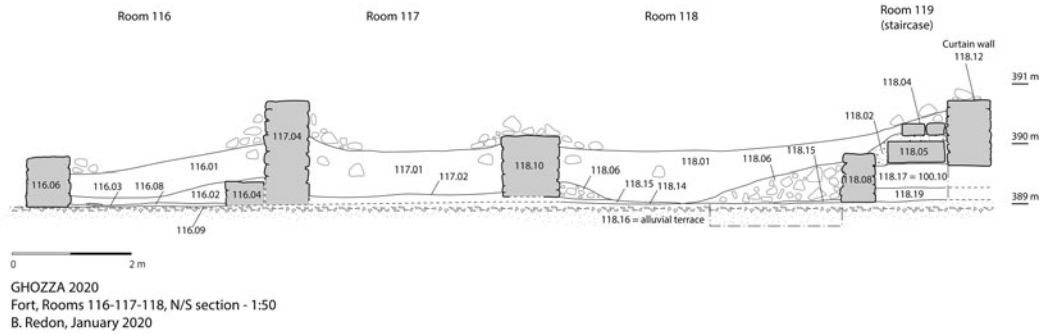 Room 116
Room 117
Room 118
Room 119
(staircase)
Curtain wall
118.12
391 m
118.04
118.02
117.04
390 m
118.15
116.01
118.05
118.10
118.06
118.01
118.06
117.01
118.08
118.17 = 100.10
116.06
116.03
116.08
117.02
116.02
116.04
118.15
118.14
118.19
389 m
118.16 = alluvial terrace
116.09
0
2 m
GHOZZA 2020
Fort, Rooms 116-117-118, N/S section - 1:50
B. Redon, January 2020